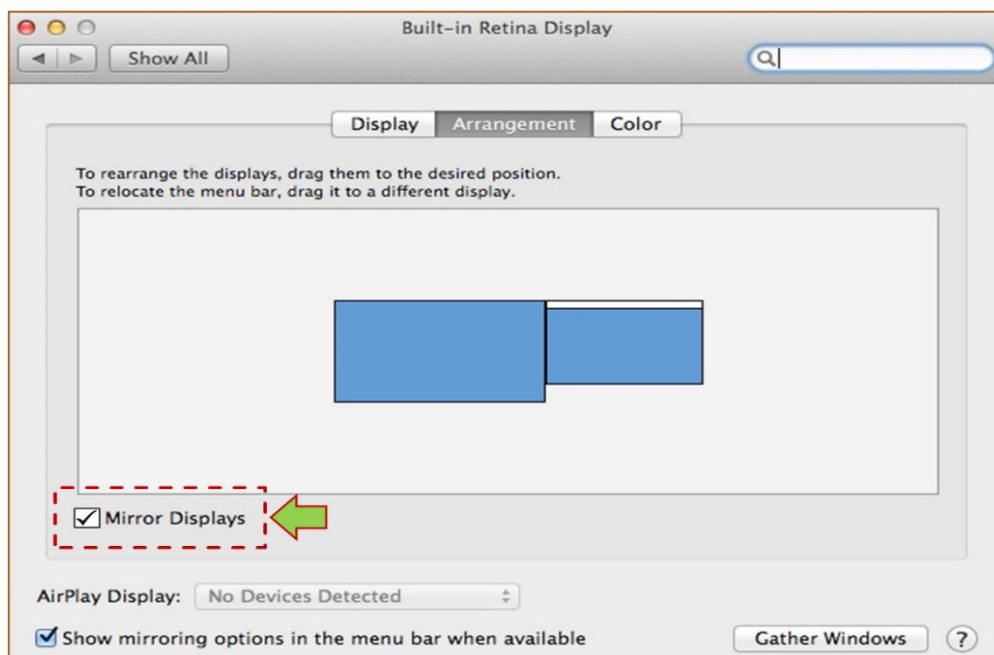 Built-in Retina Display
Show All
Display Arrangement Color
To rearrange the displays, drag them to the desired position.
To relocate the menu bar, drag it to a different display.
Mirror Displays
AirPlay Display: No Devices Detected
Show mirroring options in the menu bar when available Gather Windows ?